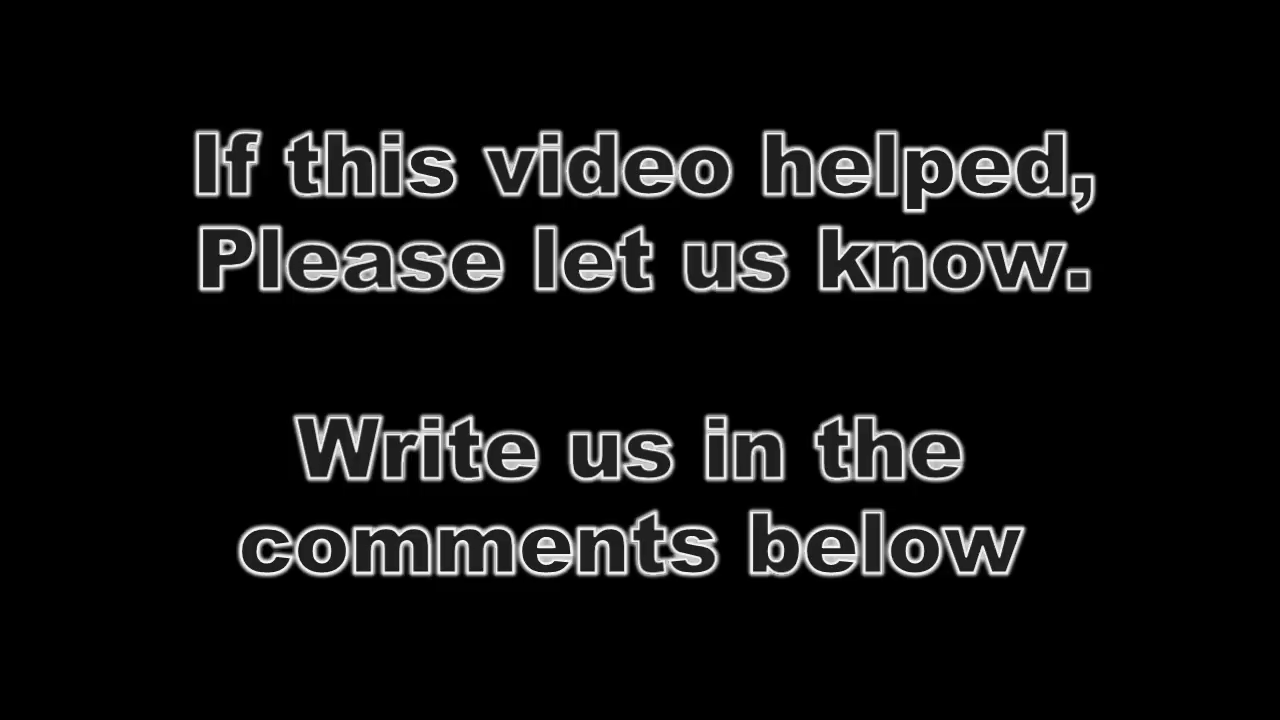 If this video helped,
Please let us know.
Write us in the
comments below